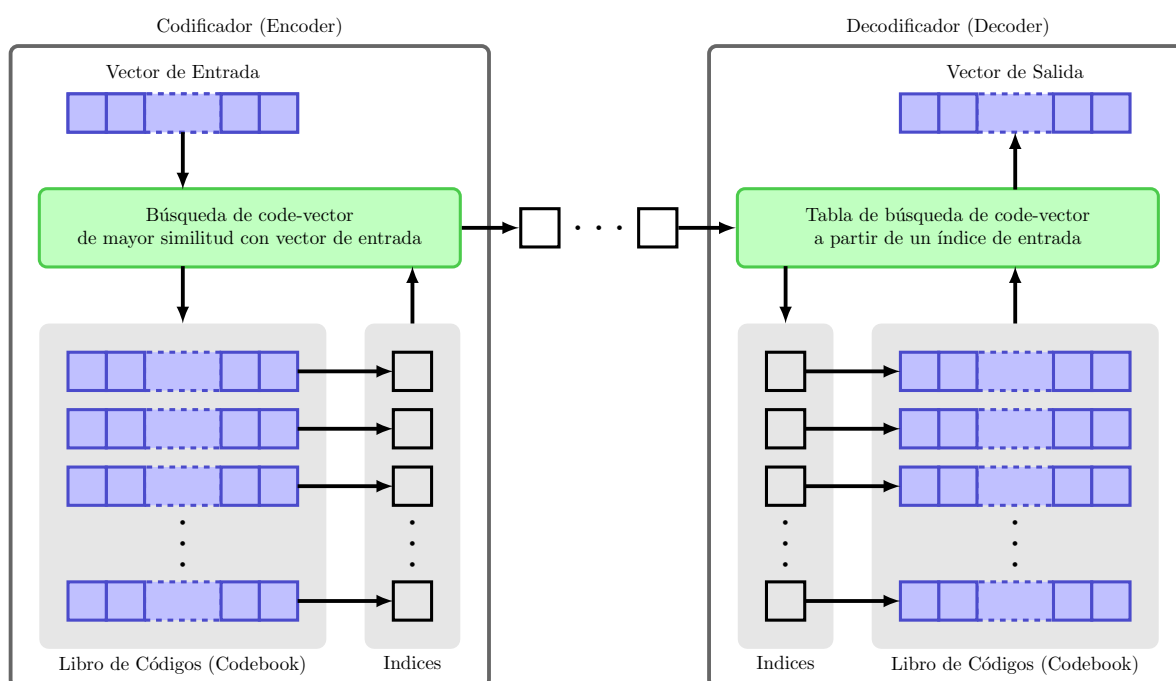 Codificador (Encoder)
Vector de Entrada
Búsqueda de code-vector
de mayor similitud con vector de entrada
Libro de Códigos (Codebook)
Indices
Decodificador (Decoder)
Vector de Salida
Tabla de búsqueda de code-vector
a partir de un índice de entrada
Indices
Libro de Códigos (Codebook)